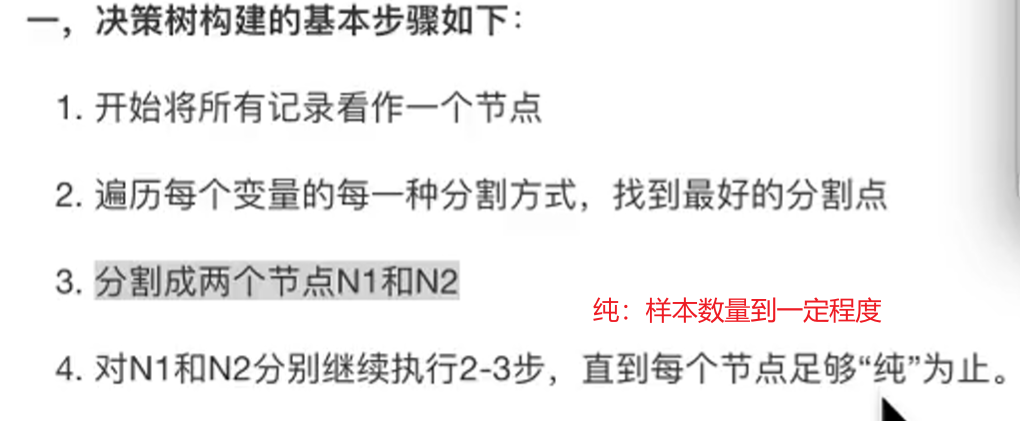 一，决策树构建的基本步骤如下：
1. 开始将所有记录看作一个节点
2. 遍历每个变量的每一种分割方式，找到最好的分割点
3. 分割成两个节点N1和N2
纯：样本数量到一定程度
4. 对N1和N2分别继续执行2-3步，直到每个节点足够“纯”为止。